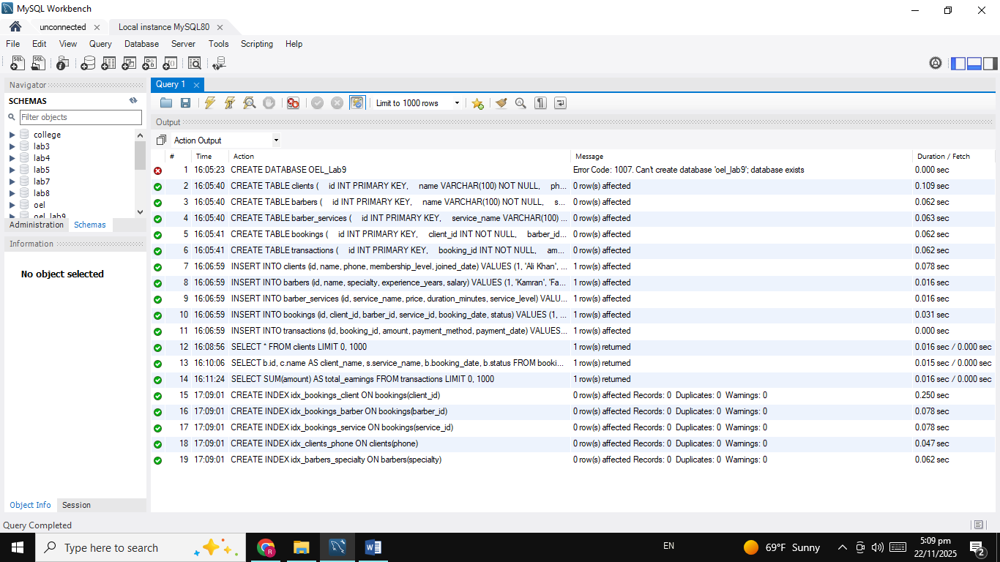 MySQL Workbench
unconnected
Local instance MySQL80
File Edit View Query Database Server Tools Scripting Help
Navigator
SCHEMAS
Filter objects
college
lab3
lab4
lab5
lab7
lab8
oel
oel_lab9
Administration Schemas
Information
No object selected
Object Info Session
Query 1
Limit to 1000 rows
Output
Action Output
# Time Action Message Duration / Fetch
1 16:05:23 CREATE DATABASE OEL_Lab9 Error Code: 1007. Can't create database 'oel_lab9'; database exists 0.000 sec
2 16:05:40 CREATE TABLE clients ( id INT PRIMARY KEY, name VARCHAR(100) NOT NULL, ph... 0 row(s) affected 0.109 sec
3 16:05:40 CREATE TABLE barbers ( id INT PRIMARY KEY, name VARCHAR(100) NOT NULL, s... 0 row(s) affected 0.062 sec
4 16:05:40 CREATE TABLE barber_services ( id INT PRIMARY KEY, service_name VARCHAR(100) ... 0 row(s) affected 0.063 sec
5 16:05:41 CREATE TABLE bookings ( id INT PRIMARY KEY, client_id INT NOT NULL, barber_id... 0 row(s) affected 0.062 sec
6 16:05:41 CREATE TABLE transactions ( id INT PRIMARY KEY, booking_id INT NOT NULL, am... 0 row(s) affected 0.062 sec
7 16:06:59 INSERT INTO clients (id, name, phone, membership_level, joined_date) VALUES (1, 'Ali Khan', ... 1 row(s) affected 0.078 sec
8 16:06:59 INSERT INTO barbers (id, name, specialty, experience_years, salary) VALUES (1, 'Kamran', 'Fa... 1 row(s) affected 0.016 sec
9 16:06:59 INSERT INTO barber_services (id, service_name, price, duration_minutes, service_level) VALU... 1 row(s) affected 0.016 sec
10 16:06:59 INSERT INTO bookings (id, client_id, barber_id, service_id, booking_date, status) VALUES (1, ... 1 row(s) affected 0.031 sec
11 16:06:59 INSERT INTO transactions (id, booking_id, amount, payment_method, payment_date) VALUES... 1 row(s) affected 0.000 sec
12 16:08:56 SELECT * FROM clients LIMIT 0, 1000 1 row(s) returned 0.016 sec / 0.000 sec
13 16:10:06 SELECT b.id, c.name AS client_name, s.service_name, b.booking_date, b.status FROM booki... 1 row(s) returned 0.015 sec / 0.000 sec
14 16:11:24 SELECT SUM(amount) AS total_earnings FROM transactions LIMIT 0, 1000 1 row(s) returned 0.016 sec / 0.000 sec
15 17:09:01 CREATE INDEX idx_bookings_client ON bookings(client_id) 0 row(s) affected Records: 0 Duplicates: 0 Warnings: 0 0.250 sec
16 17:09:01 CREATE INDEX idx_bookings_barber ON bookings(barber_id) 0 row(s) affected Records: 0 Duplicates: 0 Warnings: 0 0.078 sec
17 17:09:01 CREATE INDEX idx_bookings_service ON bookings(service_id) 0 row(s) affected Records: 0 Duplicates: 0 Warnings: 0 0.078 sec
18 17:09:01 CREATE INDEX idx_clients_phone ON clients(phone) 0 row(s) affected Records: 0 Duplicates: 0 Warnings: 0 0.047 sec
19 17:09:01 CREATE INDEX idx_barbers_specialty ON barbers(specialty) 0 row(s) affected Records: 0 Duplicates: 0 Warnings: 0 0.062 sec
Query Completed
Type here to search
EN
69°F Sunny
5:09 pm
22/11/2025
2